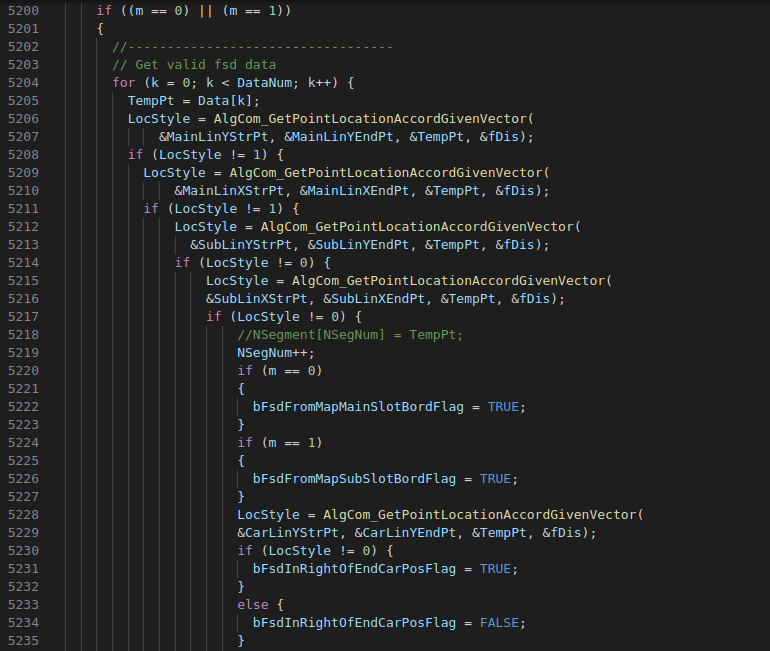 5200 if ((m == 0) || (m == 1))
5201 {
5202 //----------------------------------
5203 // Get valid fsd data
5204 for (k = 0; k < DataNum; k++) {
5205 TempPt = Data[k];
5206 LocStyle = AlgCom_GetPointLocationAccordGivenVector(
5207 &MainLinYStrPt, &MainLinYEndPt, &TempPt, &fDis);
5208 if (LocStyle != 1) {
5209 LocStyle = AlgCom_GetPointLocationAccordGivenVector(
5210 &MainLinXStrPt, &MainLinXEndPt, &TempPt, &fDis);
5211 if (LocStyle != 1) {
5212 LocStyle = AlgCom_GetPointLocationAccordGivenVector(
5213 &SubLinYStrPt, &SubLinYEndPt, &TempPt, &fDis);
5214 if (LocStyle != 0) {
5215 LocStyle = AlgCom_GetPointLocationAccordGivenVector(
5216 &SubLinXStrPt, &SubLinXEndPt, &TempPt, &fDis);
5217 if (LocStyle != 0) {
5218 //NSegment[NSegNum] = TempPt;
5219 NSegNum++;
5220 if (m == 0)
5221 {
5222 bFsdFromMapMainSlotBordFlag = TRUE;
5223 }
5224 if (m == 1)
5225 {
5226 bFsdFromMapSubSlotBordFlag = TRUE;
5227 }
5228 LocStyle = AlgCom_GetPointLocationAccordGivenVector(
5229 &CarLinYStrPt, &CarLinYEndPt, &TempPt, &fDis);
5230 if (LocStyle != 0) {
5231 bFsdInRightOfEndCarPosFlag = TRUE;
5232 }
5233 else {
5234 bFsdInRightOfEndCarPosFlag = FALSE;
5235 }